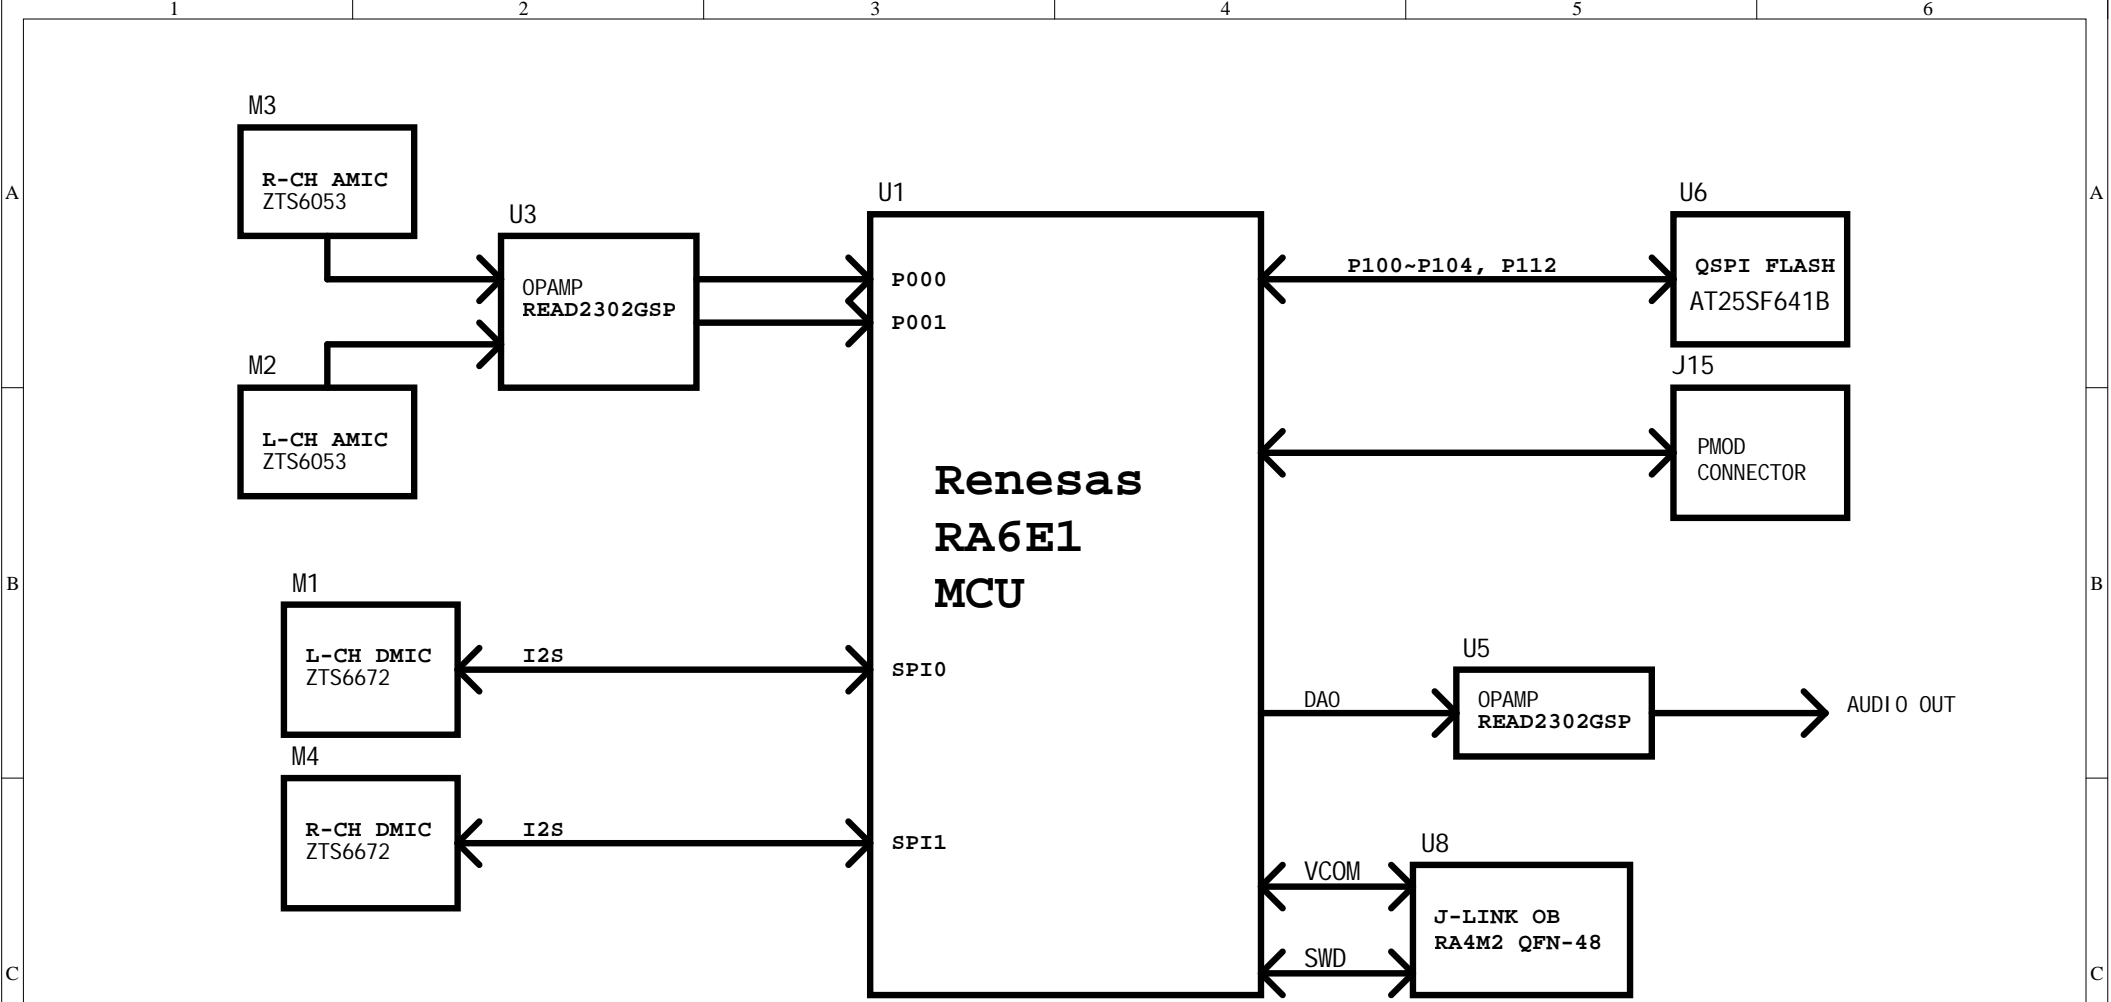 1 2 3 4 5 6
M3
R-CH AMIC
ZTS6053
A
A
U3
U1
U6
OPAMP
READ2302GSP
P000
P001
P100~P104, P112
QSPI FLASH
AT25SF641B
M2
L-CH AMIC
ZTS6053
J15
PMOD
CONNECTOR
Renesas
RA6E1
MCU
B
B
M1
L-CH DMIC
ZTS6672
I2S
SPI0
U5
DA0
OPAMP
READ2302GSP
AUDIO OUT
M4
R-CH DMIC
ZTS6672
I2S
SPI1
U8
VCOM
J-LINK OB
RA4M2 QFN-48
SWD
C
C